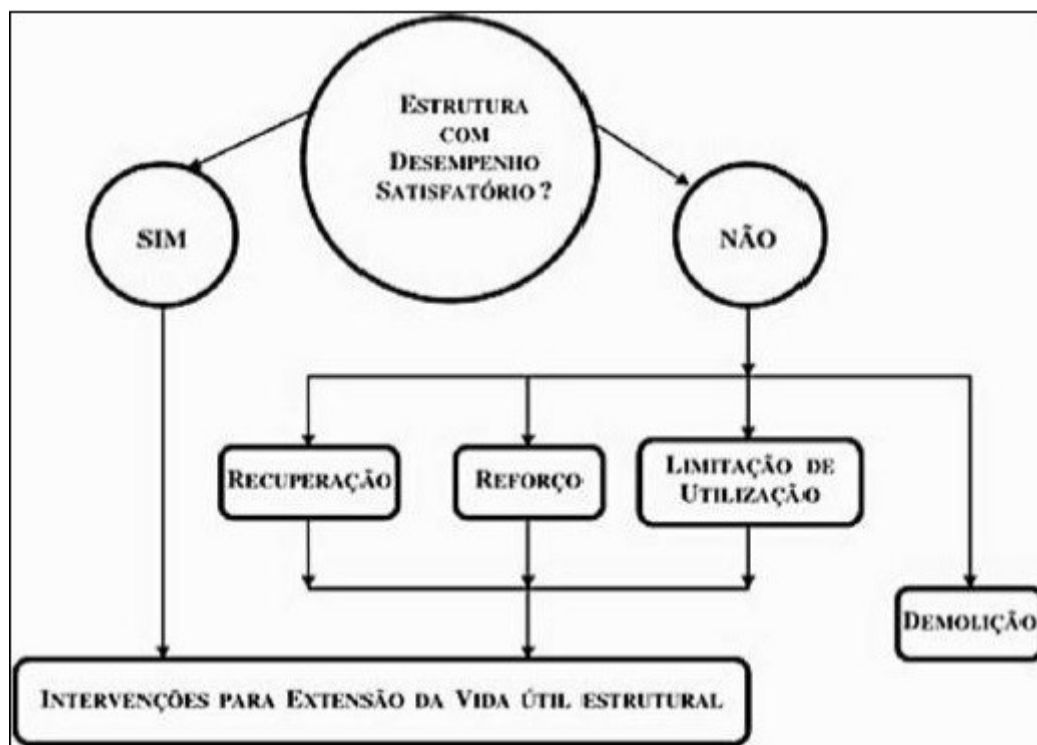 ESTRUTURA
COM
DESEMPENHO
SATISFATÓRIO?
SIM
NÃO
RECUPERAÇÃO
REFORÇO
LIMITAÇÃO DE
UTILIZAÇÃO
DEMOLIÇÃO
INTERVENÇÕES PARA EXTENSÃO DA VIDA ÚTIL ESTRUTURAL